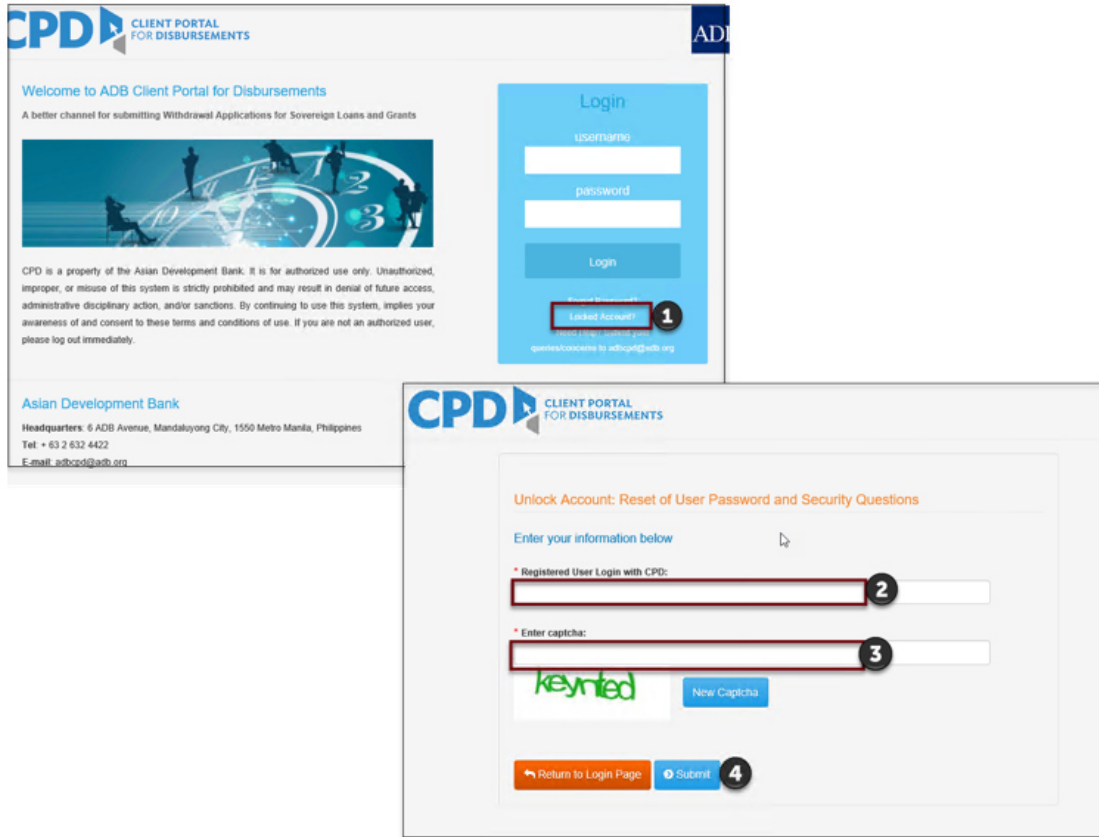 CPD CLIENT PORTAL
FOR DISBURSEMENTS
ADB
Welcome to ADB Client Portal for Disbursements
A better channel for submitting Withdrawal Applications for Sovereign Loans and Grants
CPD is a property of the Asian Development Bank. It is for authorized use only. Unauthorized,
improper, or misuse of this system is strictly prohibited and may result in denial of future access,
administrative disciplinary action, and/or sanctions. By continuing to use this system, implies your
awareness of and consent to these terms and conditions of use. If you are not an authorized user,
please log out immediately.
Login
username
password
Login
Forgot Password?
Locked Account? 1
queries/concerns to adbcpd@adb.org
Asian Development Bank
Headquarters: 6 ADB Avenue, Mandaluyong City, 1550 Metro Manila, Philippines
Tel: + 63 2 632 4422
E-mail: adbcpd@adb.org
CPD CLIENT PORTAL
FOR DISBURSEMENTS
Unlock Account: Reset of User Password and Security Questions
Enter your information below
* Registered User Login with CPD:
2
* Enter captcha:
3
keynted
New Captcha
Return to Login Page
Submit 4
12
1
2
3